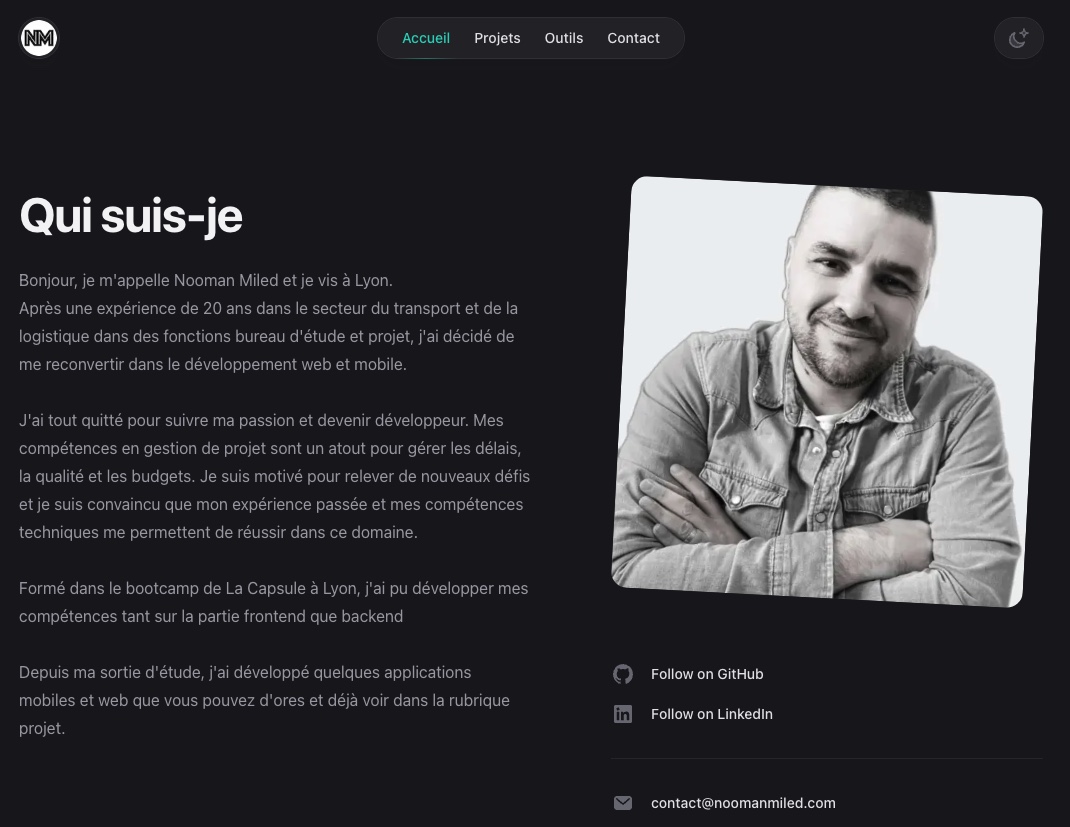 NM
Accueil Projets Outils Contact
Qui suis-je
Bonjour, je m'appelle Nooman Miled et je vis à Lyon.
Après une expérience de 20 ans dans le secteur du transport et de la
logistique dans des fonctions bureau d'étude et projet, j'ai décidé de
me reconvertir dans le développement web et mobile.
J'ai tout quitté pour suivre ma passion et devenir développeur. Mes
compétences en gestion de projet sont un atout pour gérer les délais,
la qualité et les budgets. Je suis motivé pour relever de nouveaux défis
et je suis convaincu que mon expérience passée et mes compétences
techniques me permettent de réussir dans ce domaine.
Formé dans le bootcamp de La Capsule à Lyon, j'ai pu développer mes
compétences tant sur la partie frontend que backend
Depuis ma sortie d'étude, j'ai développé quelques applications
mobiles et web que vous pouvez d'ores et déjà voir dans la rubrique
projet.
Follow on GitHub
Follow on LinkedIn
contact@noomanmiled.com